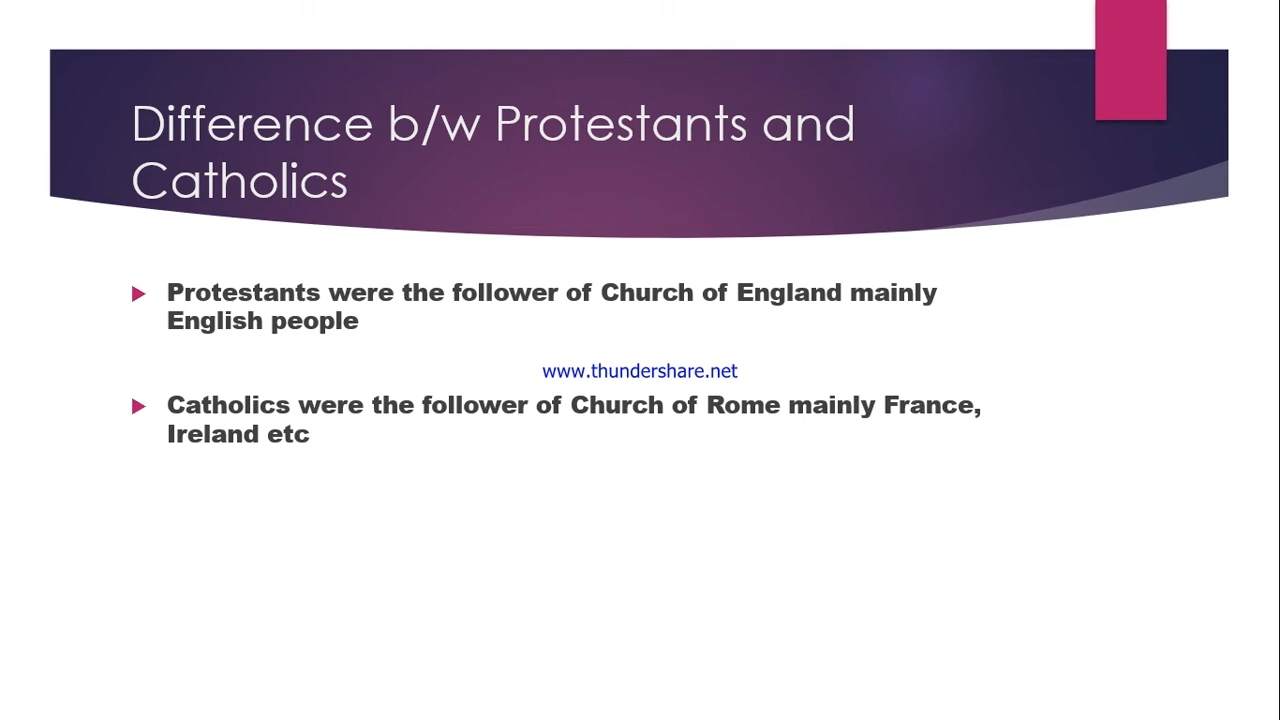 Difference b/w Protestants and
Catholics
Protestants were the follower of Church of England mainly
English people
www.thundershare.net
Catholics were the follower of Church of Rome mainly France,
Ireland etc